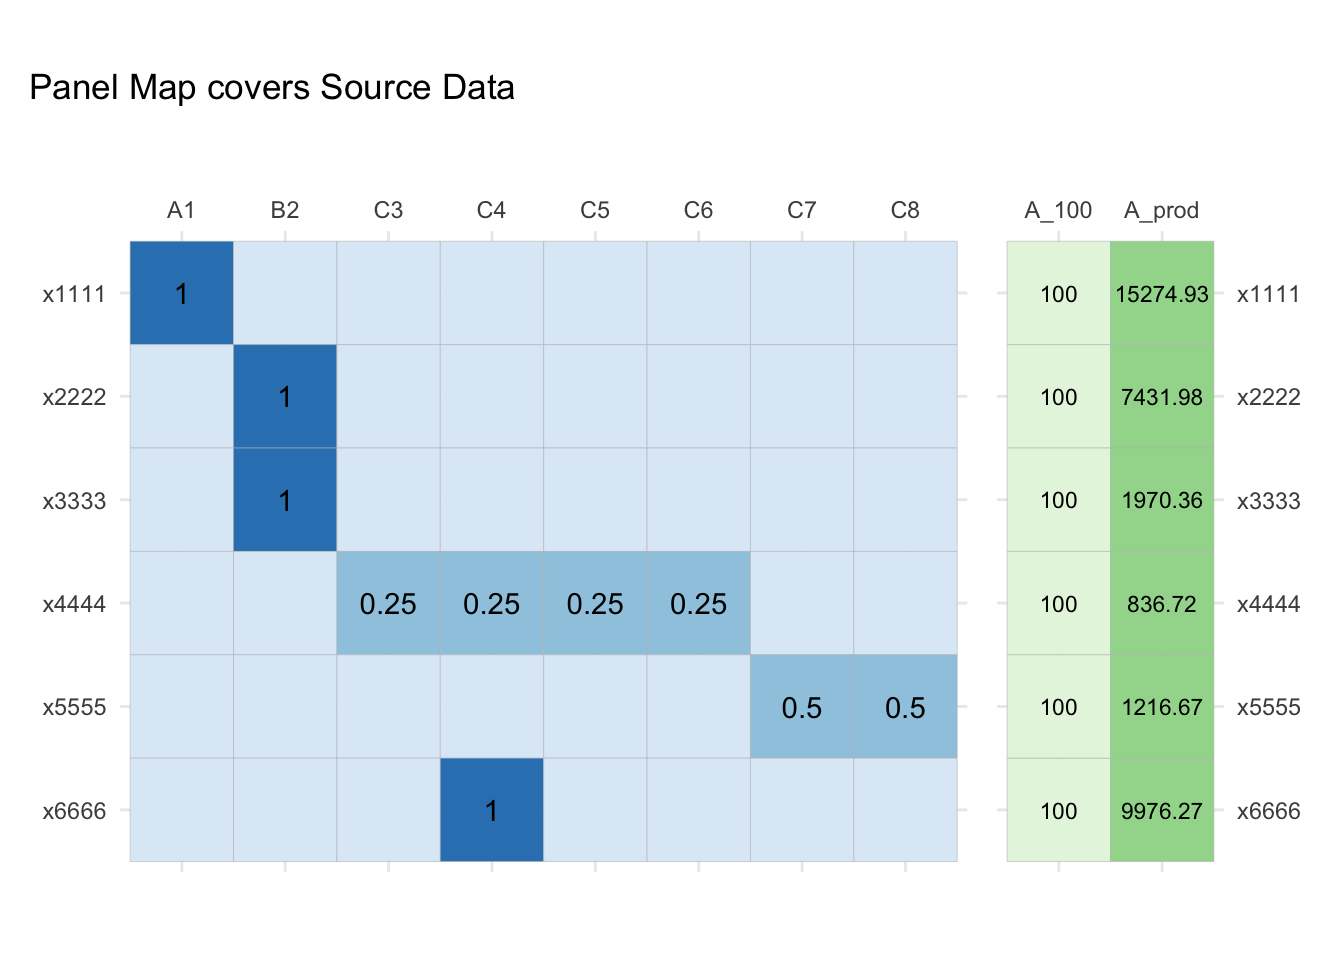 Panel Map covers Source Data
A1 B2 C3 C4 C5 C6 C7 C8 A_100 A_prod
x1111 1 100 15274.93 x1111
x2222 1 100 7431.98 x2222
x3333 1 100 1970.36 x3333
x4444 0.25 0.25 0.25 0.25 100 836.72 x4444
x5555 0.5 0.5 100 1216.67 x5555
x6666 1 100 9976.27 x6666